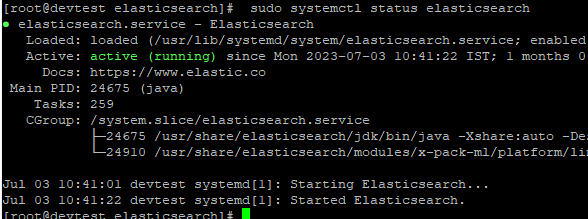 [root@devtest elasticsearch]#  sudo systemctl status elasticsearch
● elasticsearch.service - Elasticsearch
   Loaded: loaded (/usr/lib/systemd/system/elasticsearch.service; enabled
   Active: active (running) since Mon 2023-07-03 10:41:22 IST; 1 months 0
     Docs: https://www.elastic.co
 Main PID: 24675 (java)
    Tasks: 259
   CGroup: /system.slice/elasticsearch.service
           ├─24675 /usr/share/elasticsearch/jdk/bin/java -Xshare:auto -Des
           └─24910 /usr/share/elasticsearch/modules/x-pack-ml/platform/lin

Jul 03 10:41:01 devtest systemd[1]: Starting Elasticsearch...
Jul 03 10:41:22 devtest systemd[1]: Started Elasticsearch.
[root@devtest elasticsearch]#